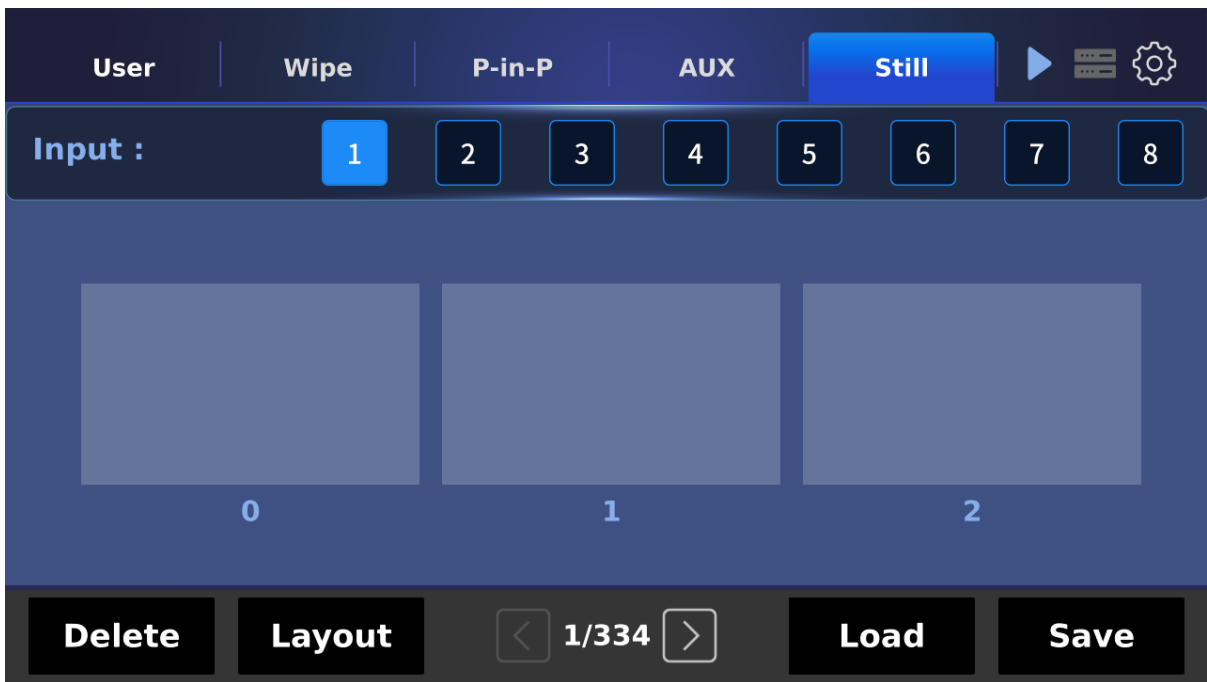 User Wipe P-in-P AUX Still
Input : 1 2 3 4 5 6 7 8
0 1 2
Delete Layout 1/334 Load Save